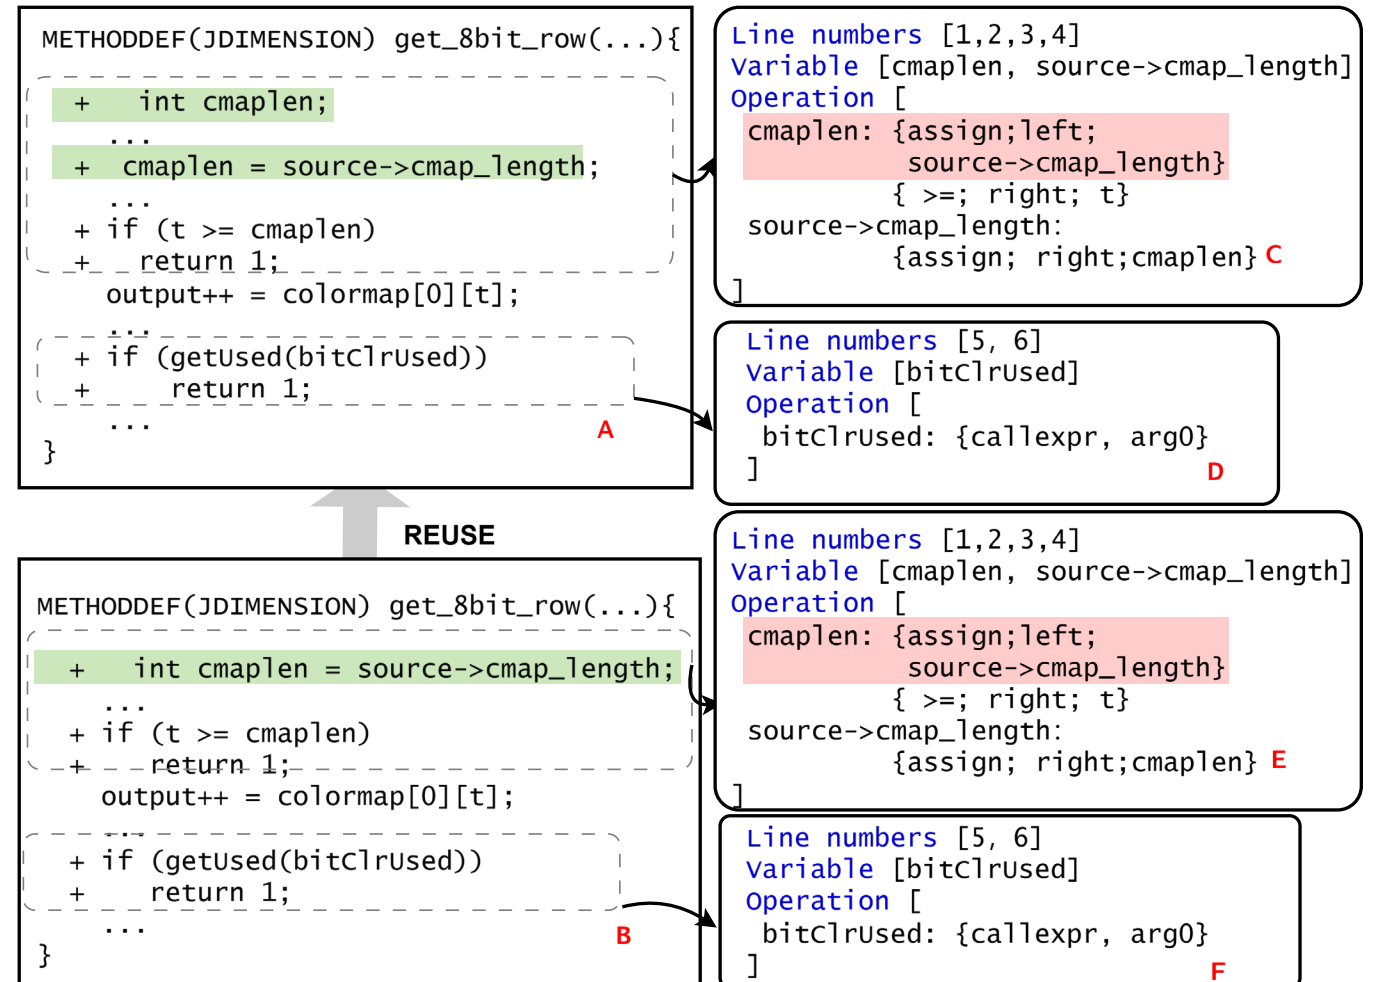 METHODDEF(JDIMENSION) get_8bit_row(...){
+ int cmaplen;
...
+ cmaplen = source->cmap_length;
...
+ if (t >= cmaplen)
+ return 1;
output++ = colormap[0][t];
...
+ if (getUsed(bitClrUsed))
+ return 1;
...
A
}
Line numbers [1,2,3,4]
Variable [cmaplen, source->cmap_length]
Operation [
cmaplen: {assign;left;
source->cmap_length}
{ >=; right; t}
source->cmap_length:
{assign; right;cmaplen} C
]
Line numbers [5, 6]
Variable [bitClrUsed]
Operation [
bitClrUsed: {callexpr, arg0}
]
D
REUSE
METHODDEF(JDIMENSION) get_8bit_row(...){
+ int cmaplen = source->cmap_length;
...
+ if (t >= cmaplen)
+ return 1;
output++ = colormap[0][t];
...
+ if (getUsed(bitClrUsed))
+ return 1;
...
B
}
Line numbers [1,2,3,4]
Variable [cmaplen, source->cmap_length]
Operation [
cmaplen: {assign;left;
source->cmap_length}
{ >=; right; t}
source->cmap_length:
{assign; right;cmaplen} E
]
Line numbers [5, 6]
Variable [bitClrUsed]
Operation [
bitClrUsed: {callexpr, arg0}
]
F